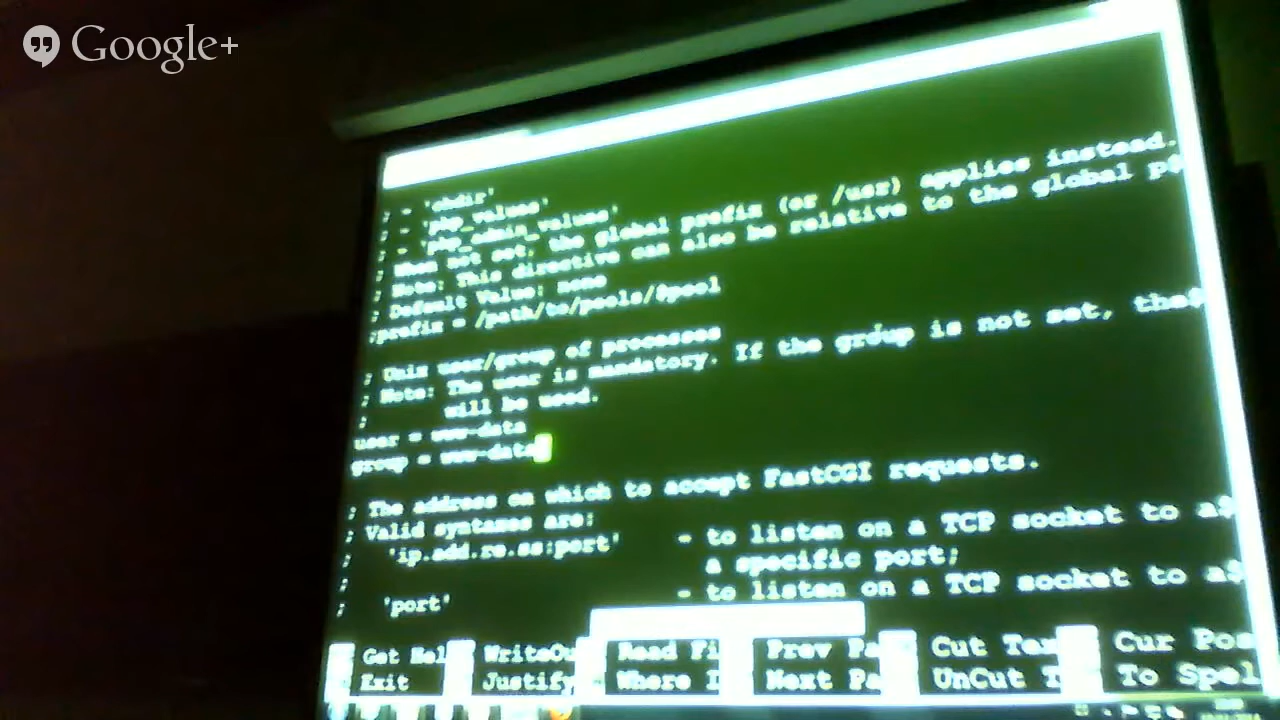 Google+
; - 'chdir'
; - 'php_values'
; - 'php_admin_values'
; When not set, the global prefix (or /usr) applies instead.
; Note: This directive can also be relative to the global p$
; Default Value: none
;prefix = /path/to/pools/$pool
; Unix user/group of processes
; Note: The user is mandatory. If the group is not set, the$
; will be used.
user = www-data
group = www-data
; The address on which to accept FastCGI requests.
; Valid syntaxes are:
; 'ip.add.re.ss:port' - to listen on a TCP socket to a$
; a specific port;
; 'port' - to listen on a TCP socket to a$
Get Hel WriteOu Read Fi Prev Pa Cut Tex Cur Pos
Exit Justify Where I Next Pa UnCut T To Spel